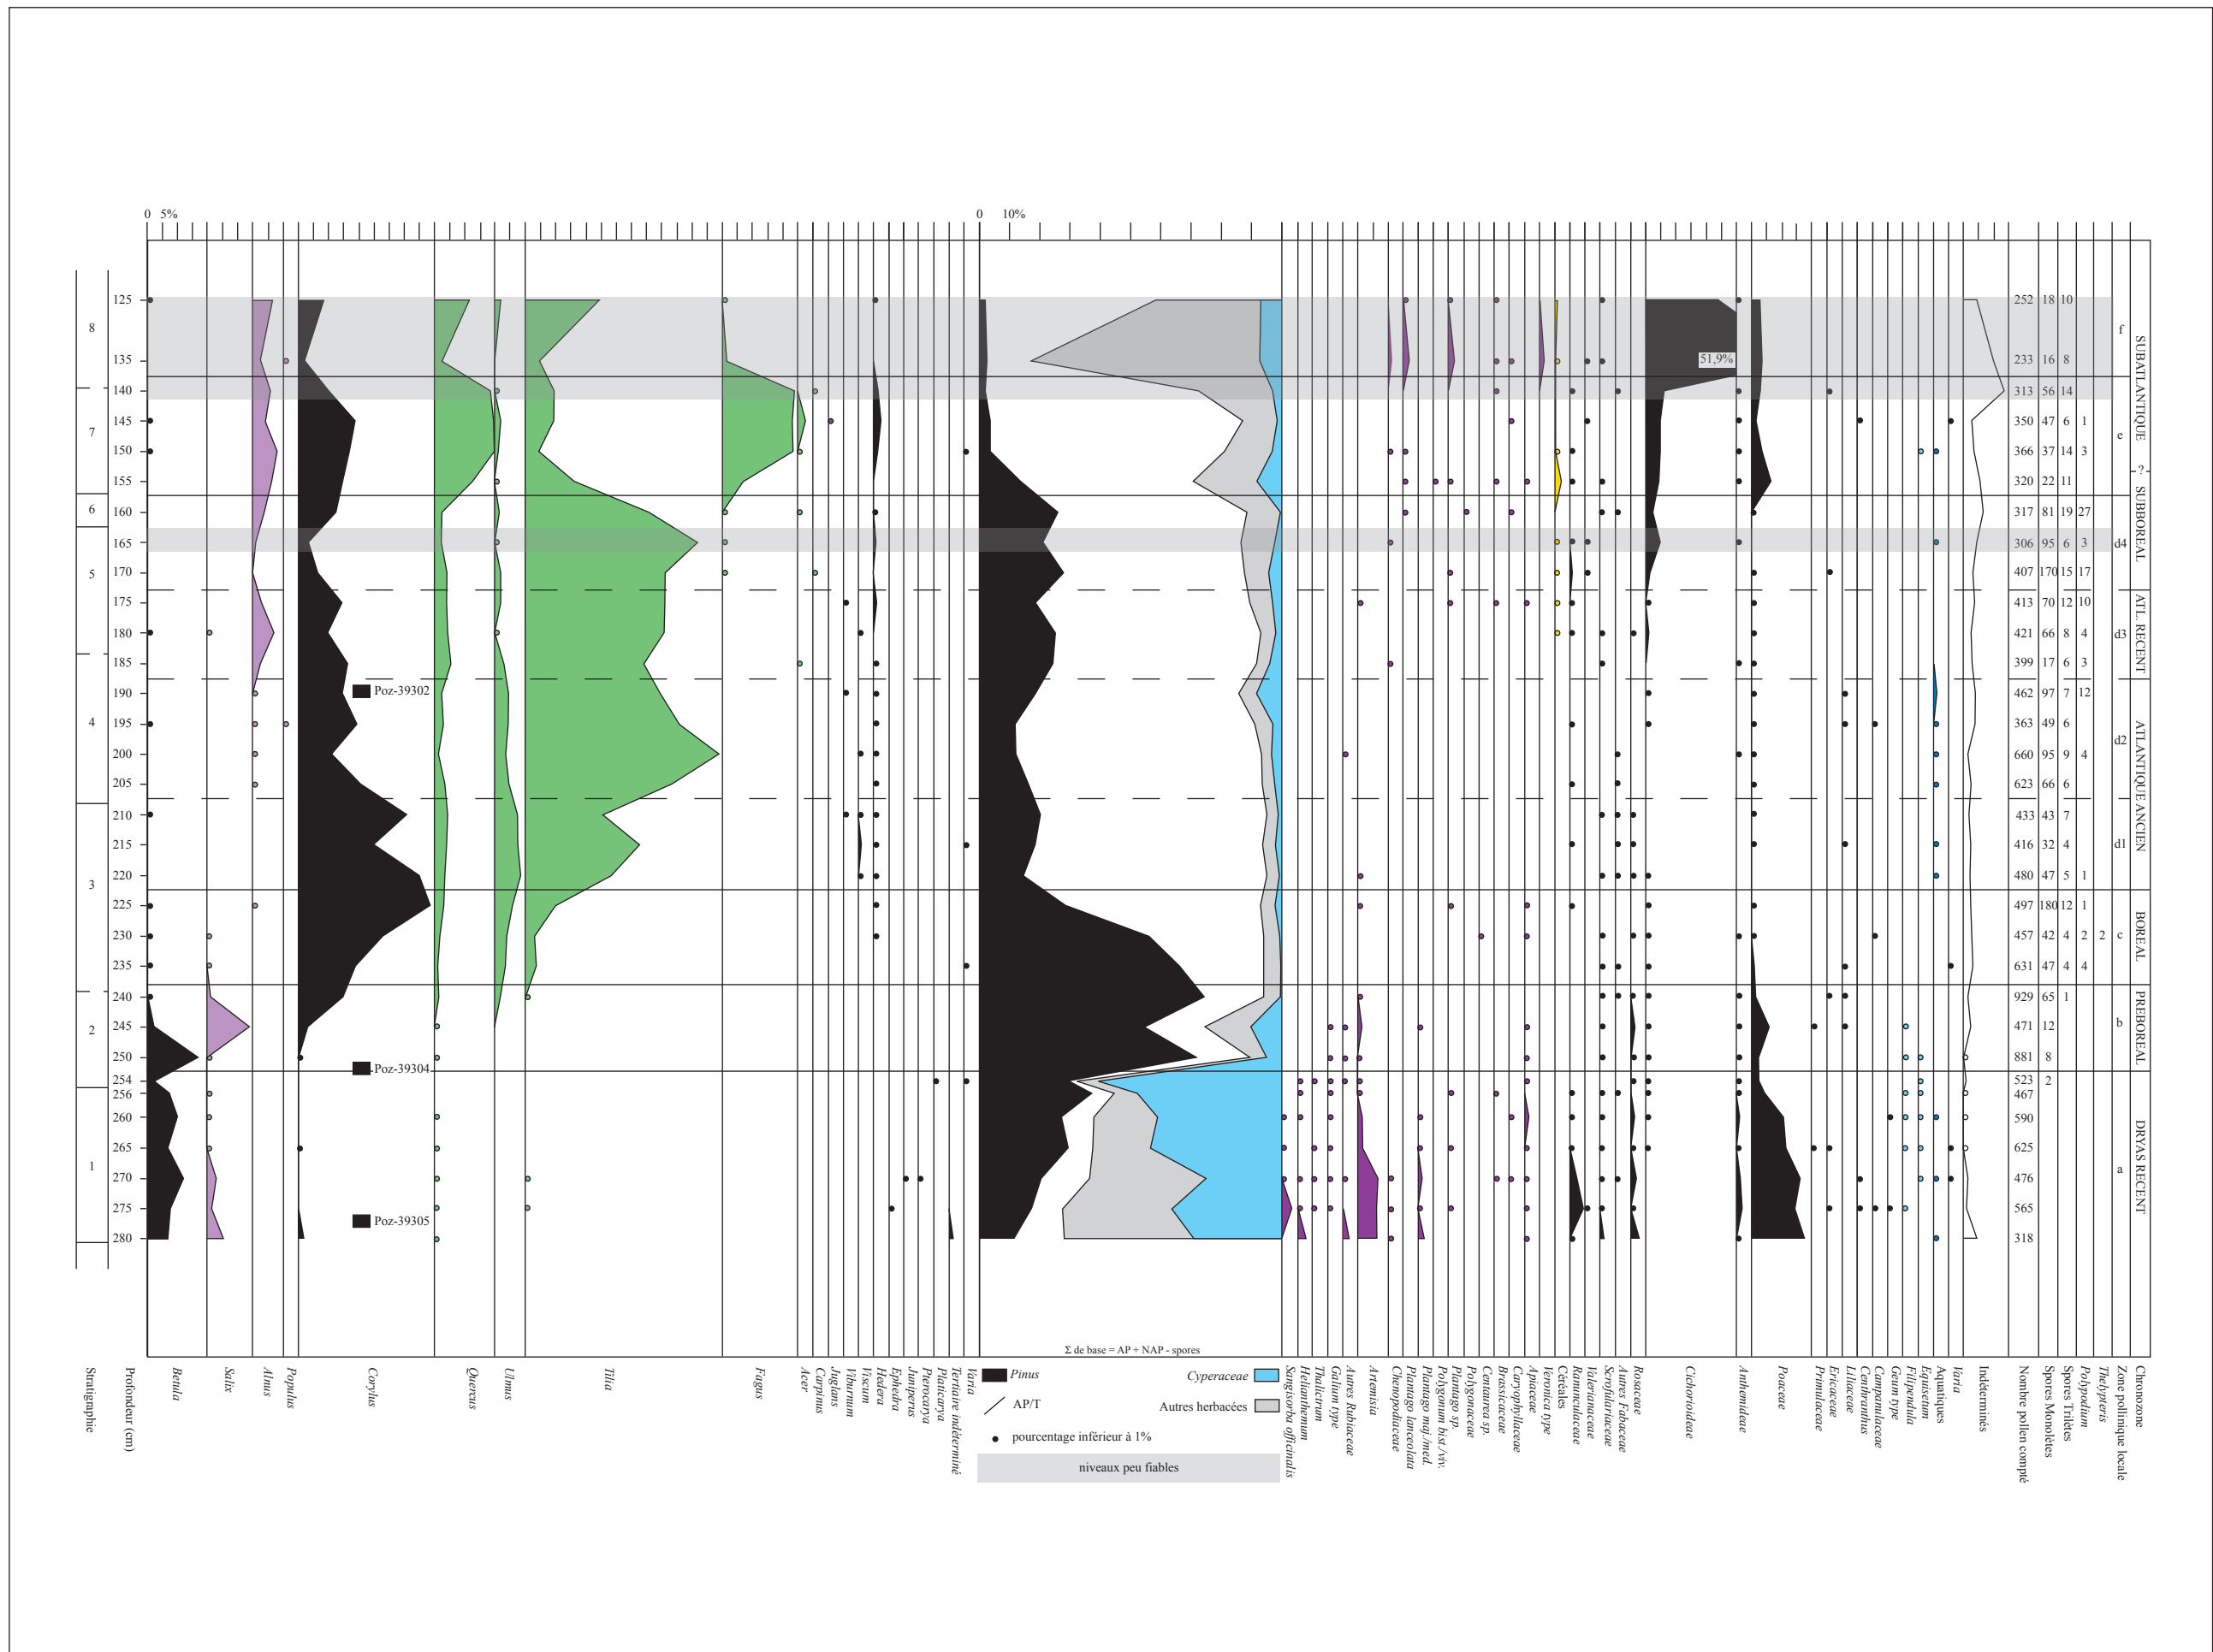 0 5% 0 10%
125 252 18 10
8 f SUBATLANTIQUE
135 51,9% 233 16 8
140 313 56 14
145 350 47 6 1
7 e
150 366 37 14 3
?
155 320 22 11
6 SUBBOREAL
160 317 81 19 27
165 306 95 6 3 d4
5
170 407 170 15 17
175 413 70 12 10 ATL. RECENT
180 421 66 8 4 d3
185 399 17 6 3
190 Poz-39302 462 97 7 12
4 195 363 49 6 ATLANTIQUE ANCIEN
200 660 95 9 4 d2
205 623 66 6
210 433 43 7
215 416 32 4 d1
220 480 47 5 1
3
225 497 180 12 1
230 457 42 4 2 2 c BOREAL
235 631 47 4 4
240 929 65 1
2 245 471 12 b PREBOREAL
250 881 8
Poz-39304
254 523 2
256 467
260 590 DRYAS RECENT
265 625
1 a
270 476
275 565
Poz-39305
280 318
Σ de base = AP + NAP - spores
Stratigraphie
Profondeur (cm)
Betula
Salix
Alnus
Populus
Corylus
Quercus
Ulmus
Tilia
Fagus
Acer
Carpinus
Juglans
Viburnum
Viscum
Hedera
Ephedra
Juniperus
Pterocarya
Platicarya
Tertiaire indéterminé
Varia
Pinus
Cyperaceae
AP/T
Autres herbacées
pourcentage inférieur à 1%
niveaux peu fiables
Sangisorba officinalis
Helianthemum
Thalictrum
Galium type
Autres Rubiaceae
Artemisia
Chenopodiaceae
Plantago lanceolata
Plantago maj./med.
Polygonum bist./viv.
Plantago sp.
Polygonaceae
Centaurea sp.
Brassicaceae
Caryophyllaceae
Apiaceae
Veronica type
Céréales
Ranunculaceae
Valerianaceae
Scrofulariaceae
Autres Fabaceae
Rosaceae
Cichorioideae
Anthemideae
Poaceae
Primulaceae
Ericaceae
Liliaceae
Centhranthus
Campanulaceae
Geum type
Filipendula
Equisetum
Aquatiques
Varia
Indéterminés
Nombre pollen compté
Spores Monolètes
Spores Trilètes
Polypodium
Thelypteris
Zone pollinique locale
Chronozone